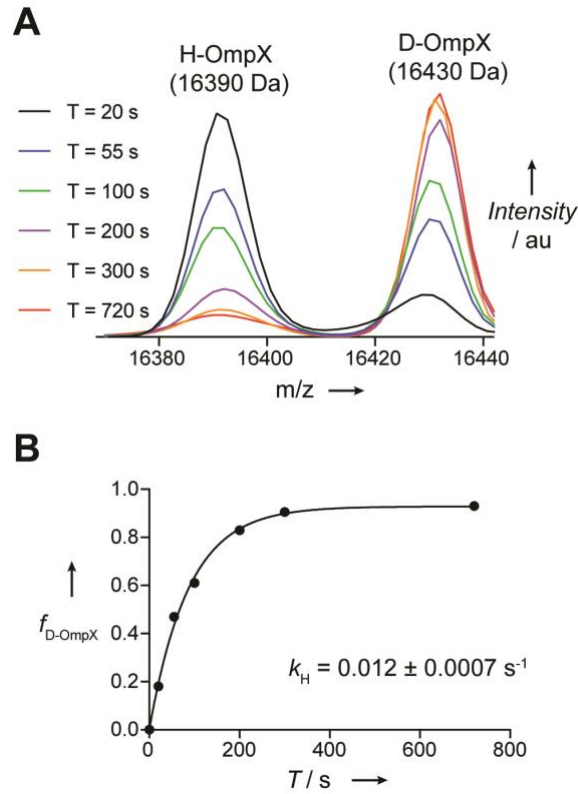 A
H-OmpX
(16390 Da)
D-OmpX
(16430 Da)
T = 20 s
T = 55 s
T = 100 s
T = 200 s
T = 300 s
T = 720 s
Intensity
/ au
16380 16400 16420 16440
m/z
B
1.0
0.8
0.6
0.4
0.2
0.0
f D-OmpX
kH = 0.012 ± 0.0007 s-1
0 200 400 600 800
T / s